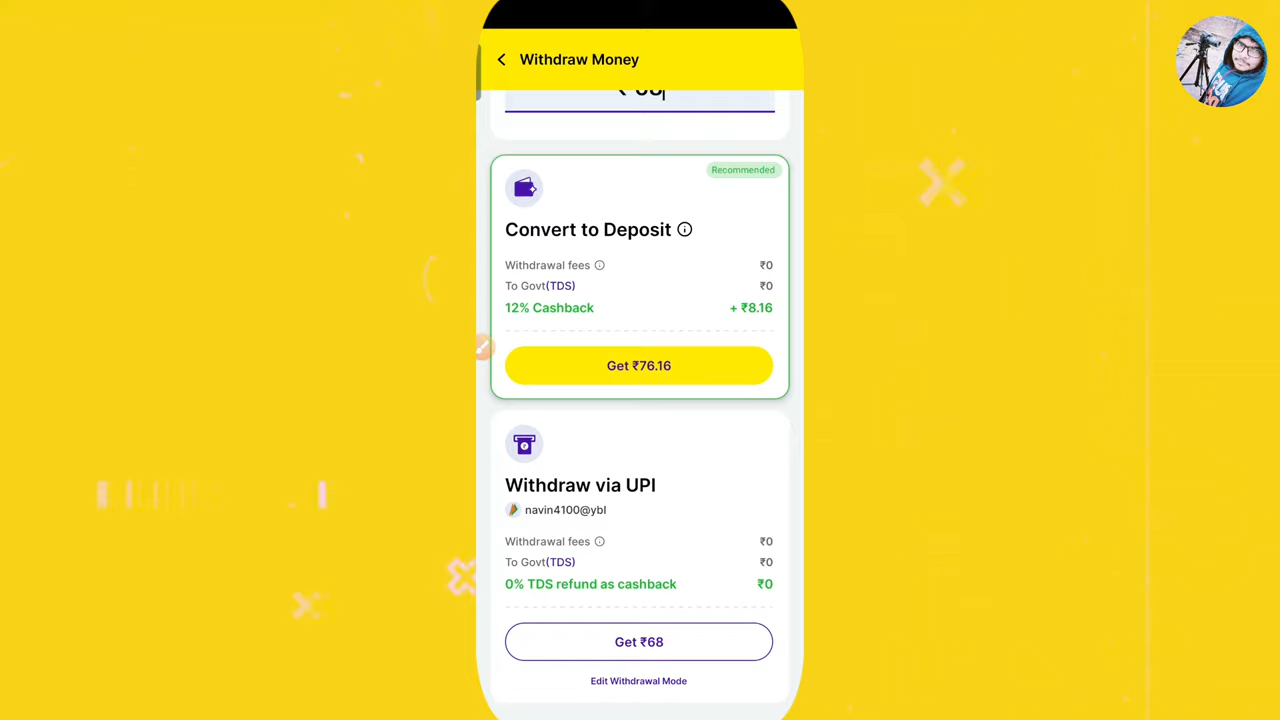 Withdraw Money
Recommended
Convert to Deposit
Withdrawal fees ₹0
To Govt(TDS) ₹0
12% Cashback + ₹8.16
Get ₹76.16
Withdraw via UPI
navin4100@ybl
Withdrawal fees ₹0
To Govt(TDS) ₹0
0% TDS refund as cashback ₹0
Get ₹68
Edit Withdrawal Mode